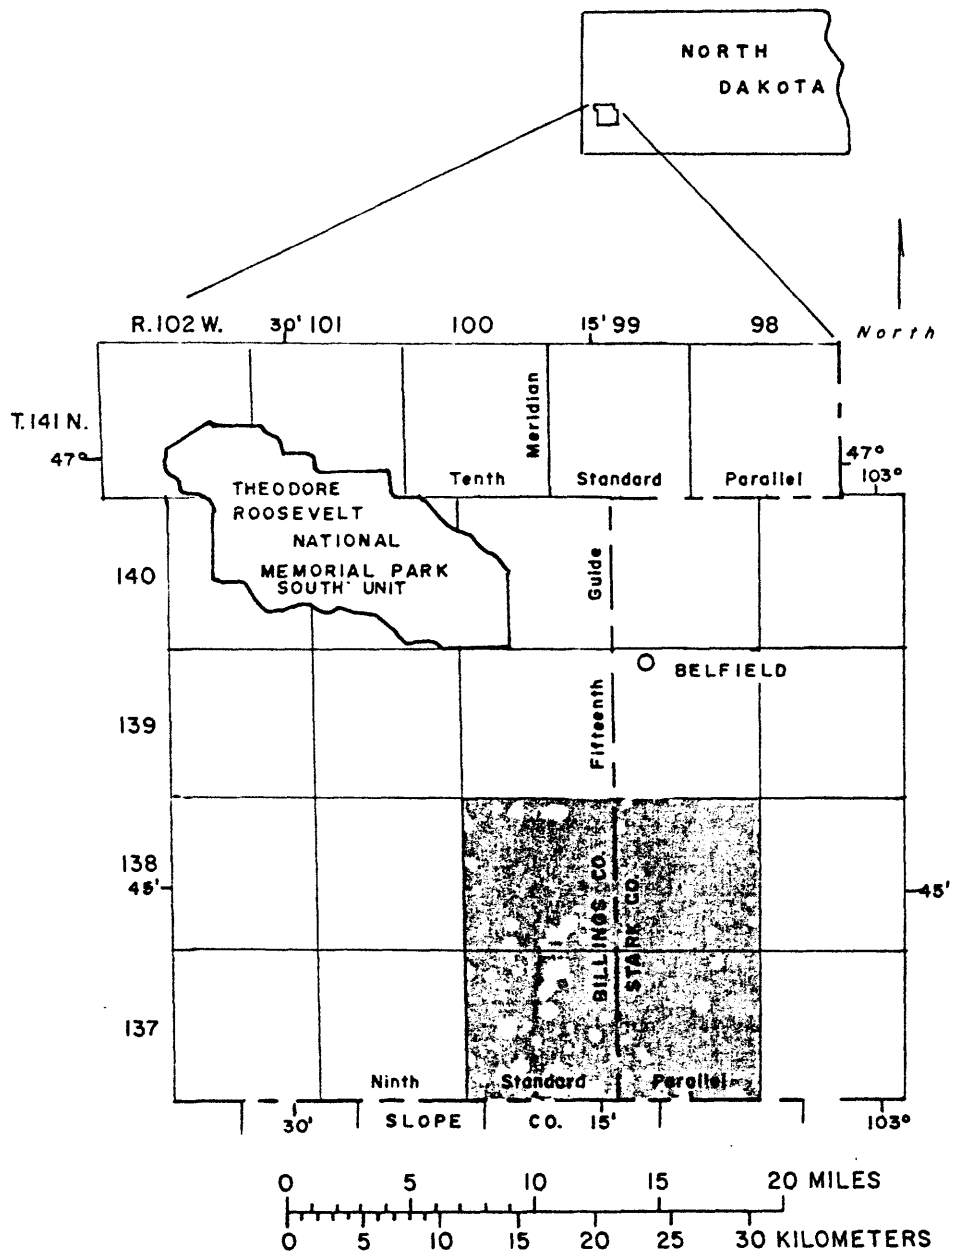 NORTH
DAKOTA
North
R.102 W. 30' 101 100 15' 99 98
T.141 N.
47°
47°
103°
Meridian
Tenth Standard Parallel
THEODORE
ROOSEVELT
NATIONAL
MEMORIAL PARK
SOUTH UNIT
140
Guide
BELFIELD
139
Fifteenth
138
45'
45'
BILLINGS CO.
STARK CO.
137
Ninth Standard Parallel
30' SLOPE CO. 15' 103°
0 5 10 15 20 MILES
0 5 10 15 20 25 30 KILOMETERS